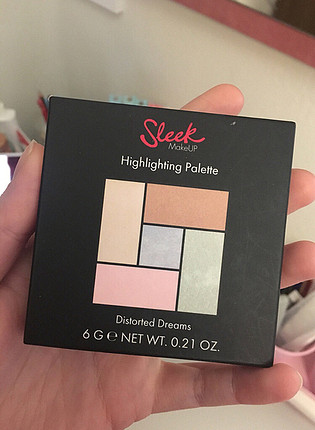 Sleek
MakeUP
Highlighting Palette
Distorted Dreams
6 G ℮ NET WT. 0.21 OZ.